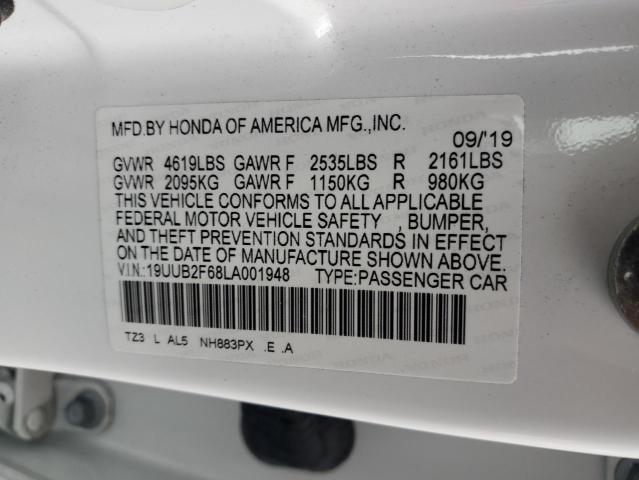 MFD.BY HONDA OF AMERICA MFG.,INC.
09/'19
GVWR 4619LBS GAWR F 2535LBS R 2161LBS
GVWR 2095KG GAWR F 1150KG R 980KG
THIS VEHICLE CONFORMS TO ALL APPLICABLE
FEDERAL MOTOR VEHICLE SAFETY , BUMPER,
AND THEFT PREVENTION STANDARDS IN EFFECT
ON THE DATE OF MANUFACTURE SHOWN ABOVE.
V.I.N.:19UUB2F68LA001948 TYPE:PASSENGER CAR
TZ3 L AL5 NH883PX .E .A